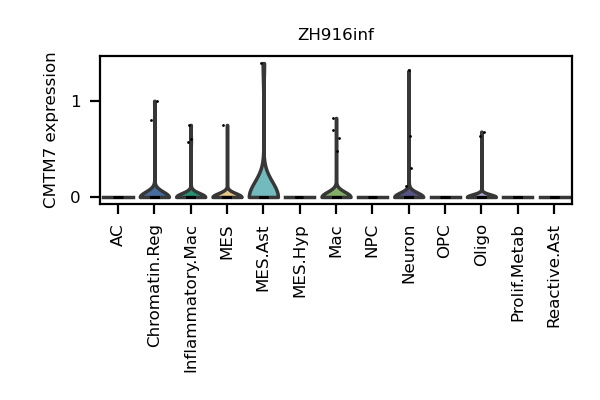 ZH916inf
CMTM7 expression
1
0
AC
Chromatin.Reg
Inflammatory.Mac
MES
MES.Ast
MES.Hyp
Mac
NPC
Neuron
OPC
Oligo
Prolif.Metab
Reactive.Ast